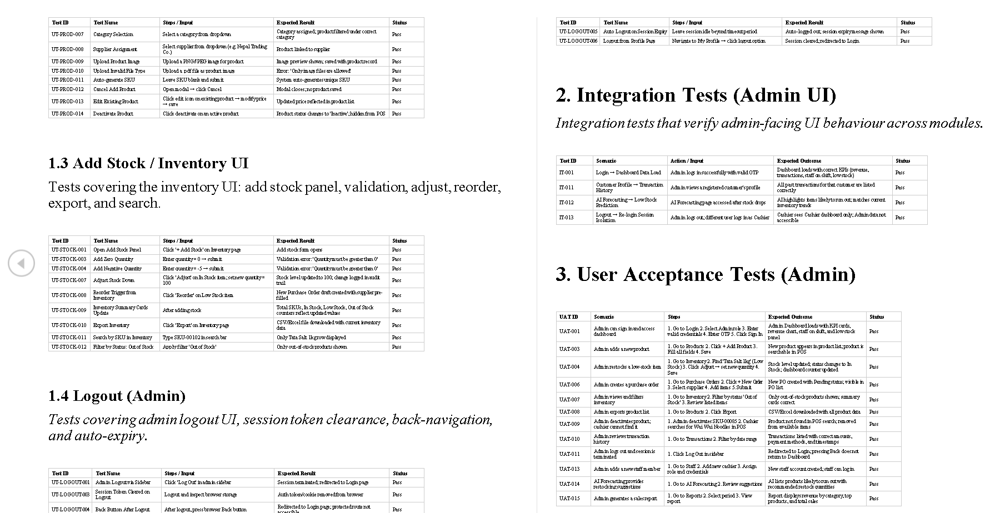 Test ID Test Name Steps / Input Expected Result Status
UT-PROD-007 Category Selection Select a category from dropdown Category assigned; product filtered under correct category Pass
UT-PROD-008 Supplier Assignment Select supplier from dropdown (e.g. Nepal Trading Co.) Product linked to supplier Pass
UT-PROD-009 Upload Product Image Upload a PNG/JPEG image for product Image preview shown; saved with product record Pass
UT-PROD-010 Upload Invalid File Type Upload a .pdf file as product image Error: 'Only image files are allowed' Pass
UT-PROD-011 Auto-generate SKU Leave SKU blank and submit System auto-generates unique SKU Pass
UT-PROD-012 Cancel Add Product Open modal → click Cancel Modal closes; no product saved Pass
UT-PROD-013 Edit Existing Product Click edit icon on existing product → modify price → save Updated price reflected in product list Pass
UT-PROD-014 Deactivate Product Click deactivate on an active product Product status changes to 'Inactive'; hidden from POS Pass
1.3 Add Stock / Inventory UI
Tests covering the inventory UI: add stock panel, validation, adjust, reorder,
export, and search.
Test ID Test Name Steps / Input Expected Result Status
UT-STOCK-001 Open Add Stock Panel Click '+ Add Stock' on Inventory page Add stock form opens Pass
UT-STOCK-003 Add Zero Quantity Enter quantity = 0 → submit Validation error: 'Quantity must be greater than 0' Pass
UT-STOCK-004 Add Negative Quantity Enter quantity = -5 → submit Validation error: 'Quantity must be greater than 0' Pass
UT-STOCK-007 Adjust Stock Down Click 'Adjust' on In Stock item; set new quantity = 100 Stock level updated to 100; change logged in audit trail Pass
UT-STOCK-008 Reorder Trigger from Inventory Click 'Reorder' on Low Stock item New Purchase Order draft created with supplier pre-filled Pass
UT-STOCK-009 Inventory Summary Cards Update After adding stock Total SKUs, In Stock, Low Stock, Out of Stock counters reflect updated values Pass
UT-STOCK-010 Export Inventory Click 'Export' on Inventory page CSV/Excel file downloaded with current inventory data Pass
UT-STOCK-011 Search by SKU in Inventory Type SKU-00102 in search bar Only Tata Salt 1kg row displayed Pass
UT-STOCK-012 Filter by Status: Out of Stock Apply filter 'Out of Stock' Only out-of-stock products shown Pass
1.4 Logout (Admin)
Tests covering admin logout UI, session token clearance, back-navigation,
and auto-expiry.
Test ID Test Name Steps / Input Expected Result Status
UT-LOGOUT-001 Admin Logout via Sidebar Click 'Log Out' in admin sidebar Session terminated; redirected to Login page Pass
UT-LOGOUT-003 Session Token Cleared on Logout Logout and inspect browser storage Auth token/cookie removed from browser Pass
UT-LOGOUT-004 Back Button After Logout After logout, press browser Back button Redirected to Login page; protected route not accessible Pass
Test ID Test Name Steps / Input Expected Result Status
UT-LOGOUT-005 Auto Logout on Session Expiry Leave session idle beyond timeout period Auto-logged out; session expiry message shown Pass
UT-LOGOUT-006 Logout from Profile Page Navigate to My Profile → click logout option Session cleared; redirected to Login Pass
2. Integration Tests (Admin UI)
Integration tests that verify admin-facing UI behaviour across modules.
Test ID Scenario Action / Input Expected Outcome Status
IT-001 Login → Dashboard Data Load Admin logs in successfully with valid OTP Dashboard loads with correct KPIs (revenue, transactions, staff on shift, low stock) Pass
IT-011 Customer Profile → Transaction History Admin views a registered customer's profile All past transactions for that customer are listed correctly Pass
IT-012 AI Forecasting → Low Stock Prediction AI Forecasting page accessed after stock drops AI highlights items likely to run out; matches current inventory trends Pass
IT-013 Logout → Re-login Session Isolation Admin logs out; different user logs in as Cashier Cashier sees Cashier dashboard only; Admin data not accessible Pass
3. User Acceptance Tests (Admin)
UAT ID Scenario Steps Expected Outcome Status
UAT-001 Admin can sign in and access dashboard 1. Go to Login 2. Select Admin role 3. Enter valid credentials 4. Enter OTP 5. Click Sign In Admin Dashboard loads with KPI cards, revenue chart, staff on shift, and low stock panel Pass
UAT-003 Admin adds a new product 1. Go to Products 2. Click + Add Product 3. Fill all fields 4. Save New product appears in product list; product is searchable in POS Pass
UAT-004 Admin restocks a low-stock item 1. Go to Inventory 2. Find 'Tata Salt 1kg' (Low Stock) 3. Click Adjust → set new quantity 4. Save Stock level updated; status changes to In Stock; dashboard counter updated Pass
UAT-006 Admin creates a purchase order 1. Go to Purchase Orders 2. Click + New Order 3. Select supplier 4. Add items 5. Submit New PO created with Pending status; visible in PO list Pass
UAT-007 Admin views and filters inventory 1. Go to Inventory 2. Filter by status 'Out of Stock' 3. Review listed items Only out-of-stock products shown; summary cards correct Pass
UAT-008 Admin exports product list 1. Go to Products 2. Click Export CSV/Excel downloaded with all product data Pass
UAT-009 Admin deactivates product; cashier cannot find it 1. Admin deactivates SKU-00085 2. Cashier searches for Wai Wai Noodles in POS Product not found in POS search; removed from available items Pass
UAT-010 Admin reviews transaction history 1. Go to Transactions 2. Filter by date range Transactions listed with correct amounts, payment methods, and timestamps Pass
UAT-011 Admin logs out and session is terminated 1. Click Log Out in sidebar Redirected to Login; pressing Back does not return to Dashboard Pass
UAT-013 Admin adds a new staff member 1. Go to Staff 2. Add new cashier 3. Assign role and credentials New staff account created; staff can log in Pass
UAT-014 AI Forecasting provides restocking suggestions 1. Go to AI Forecasting 2. Review suggestions AI lists products likely to run out with recommended restock quantities Pass
UAT-015 Admin generates a sales report 1. Go to Reports 2. Select period 3. View report Report displays revenue by category, top products, and total sales Pass